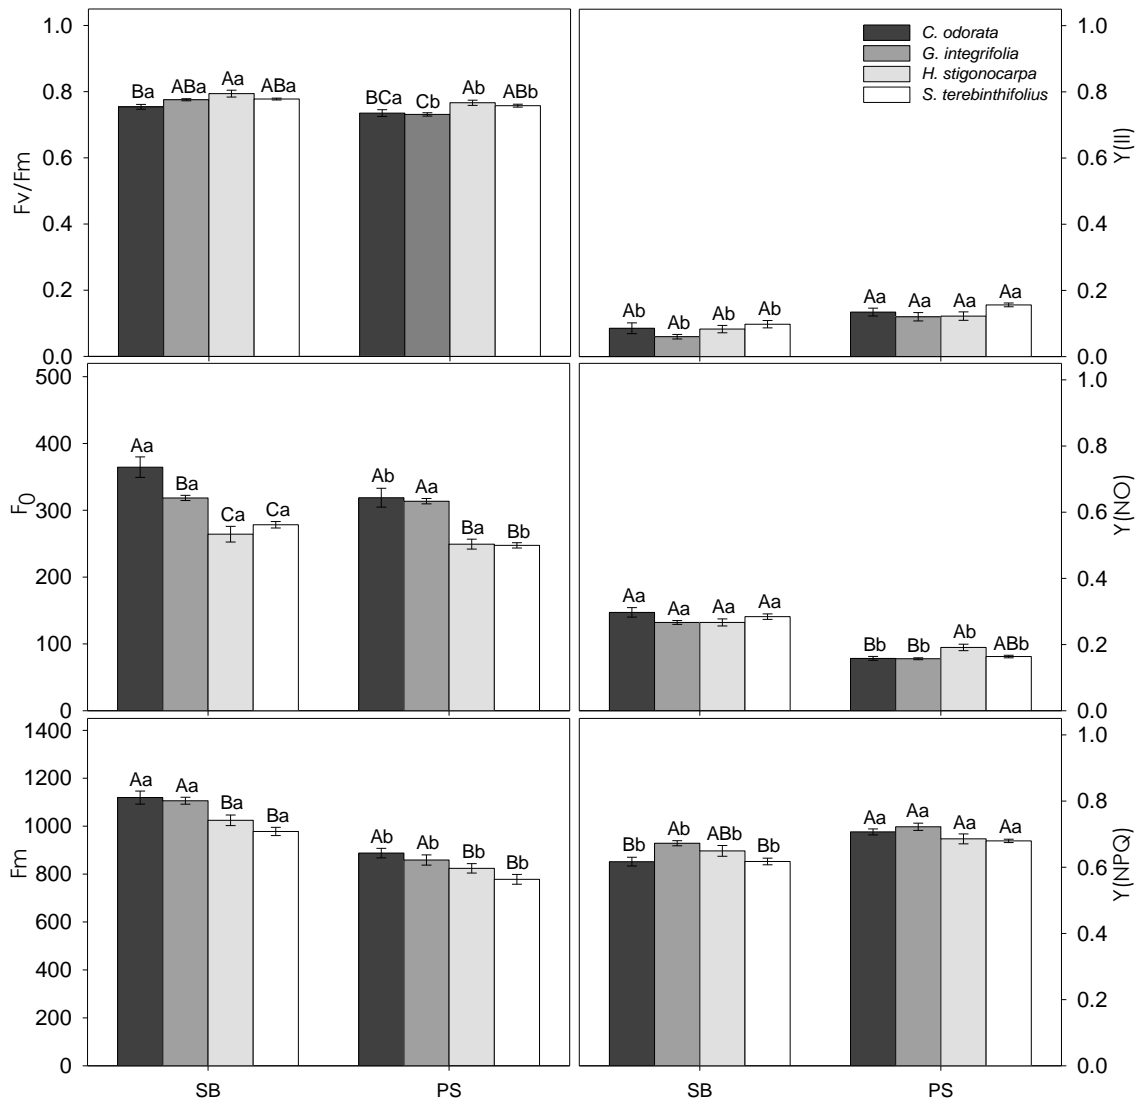 1.0
0.8
0.6
0.4
0.2
0.0
Fv/Fm
Ba ABa Aa ABa
BCa Cb Ab ABb
C. odorata
G. integrifolia
H. stigonocarpa
S. terebinthifolius
Ab Ab Ab Ab
Aa Aa Aa Aa
1.0
0.8
0.6
0.4
0.2
0.0
Y(II)
500
400
300
200
100
0
F0
Aa Ba Ca Ca
Ab Aa Ba Bb
Aa Aa Aa Aa
Bb Bb Ab ABb
1.0
0.8
0.6
0.4
0.2
0.0
Y(NO)
1400
1200
1000
800
600
400
200
0
Fm
Aa Aa Ba Ba
Ab Ab Bb Bb
Bb Ab ABb Bb
Aa Aa Aa Aa
1.0
0.8
0.6
0.4
0.2
0.0
Y(NPQ)
SB PS SB PS